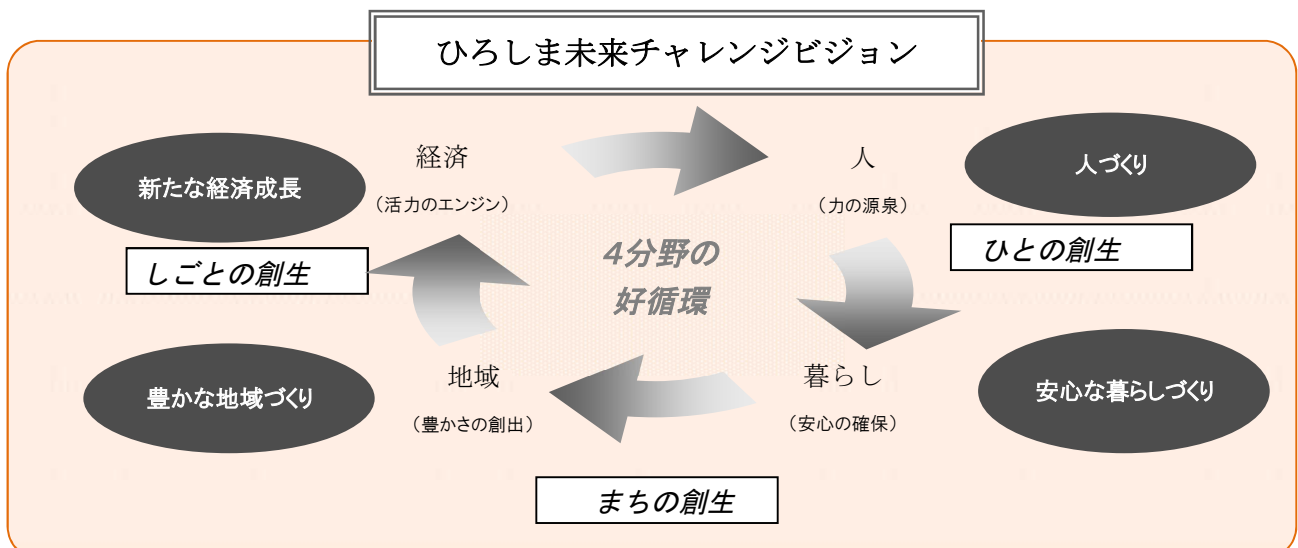 ひろしま未来チャレンジビジョン
新たな経済成長
経済
(活力のエンジン)
人
(力の源泉)
人づくり
しごとの創生
4分野の
好循環
ひとの創生
豊かな地域づくり
地域
(豊かさの創出)
暮らし
(安心の確保)
安心な暮らしづくり
まちの創生